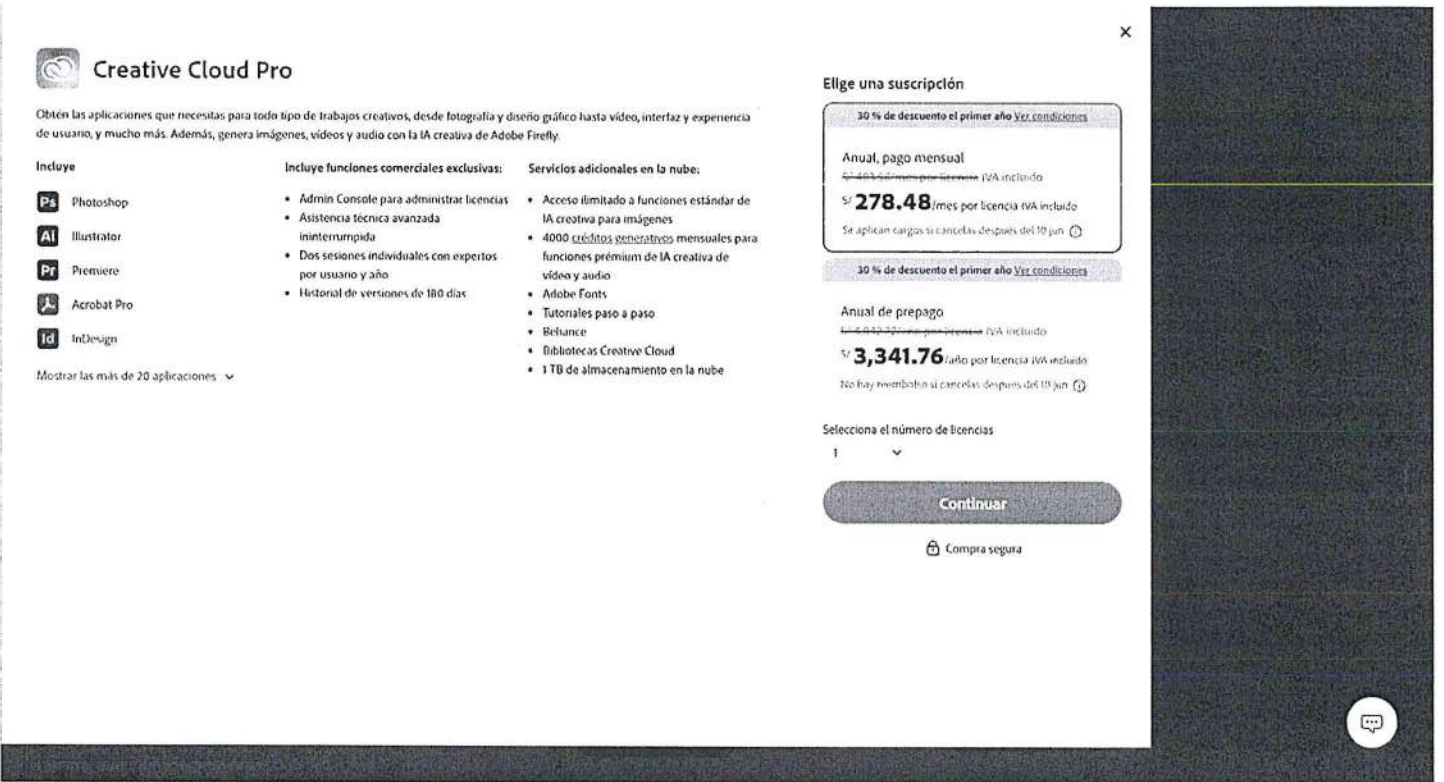 Creative Cloud Pro
Obtén las aplicaciones que necesitas para todo tipo de trabajos creativos, desde fotografía y diseño gráfico hasta vídeo, interfaz y experiencia
de usuario, y mucho más. Además, genera imágenes, vídeos y audio con la IA creativa de Adobe Firefly.
Incluye
Ps Photoshop
Ai Illustrator
Pr Premiere
Acrobat Pro
Id InDesign
Mostrar las más de 20 aplicaciones
Incluye funciones comerciales exclusivas:
• Admin Console para administrar licencias
• Asistencia técnica avanzada
ininterrumpida
• Dos sesiones individuales con expertos
por usuario y año
• Historial de versiones de 180 días
Servicios adicionales en la nube:
• Acceso ilimitado a funciones estándar de
IA creativa para imágenes
• 4000 créditos generativos mensuales para
funciones prémium de IA creativa de
vídeo y audio
• Adobe Fonts
• Tutoriales paso a paso
• Behance
• Bibliotecas Creative Cloud
• 1 TB de almacenamiento en la nube
Elige una suscripción
30 % de descuento el primer año Ver condiciones
Anual, pago mensual
/mes por licencia IVA incluido
S/ 278.48/mes por licencia IVA incluido
Se aplican cargos si cancelas después del 10 jun
30 % de descuento el primer año Ver condiciones
Anual de prepago
por licencia IVA incluido
S/ 3,341.76/año por licencia IVA incluido
No hay reembolso si cancelas después del 10 jun
Selecciona el número de licencias
1
Continuar
Compra segura